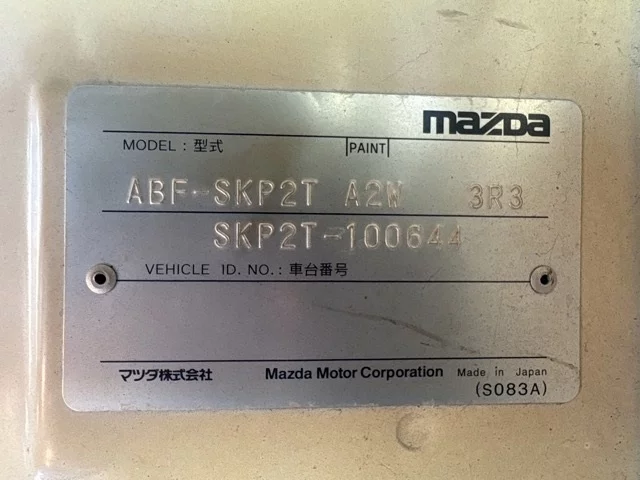 mazda
MODEL : 型式 PAINT
ABF-SKP2T A2W 3R3
SKP2T-100644
VEHICLE ID. NO. : 車台番号
マツダ株式会社 Mazda Motor Corporation Made in Japan
(S083A)